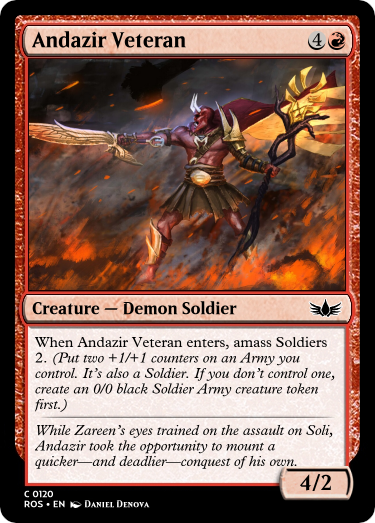 Andazir Veteran 4
Creature — Demon Soldier
When Andazir Veteran enters, amass Soldiers
2. (Put two +1/+1 counters on an Army you
control. It's also a Soldier. If you don't control one,
create an 0/0 black Soldier Army creature token
first.)
While Zareen's eyes trained on the assault on Soli,
Andazir took the opportunity to mount a
quicker—and deadlier—conquest of his own.
4/2
C 0120
ROS • EN Daniel Denova